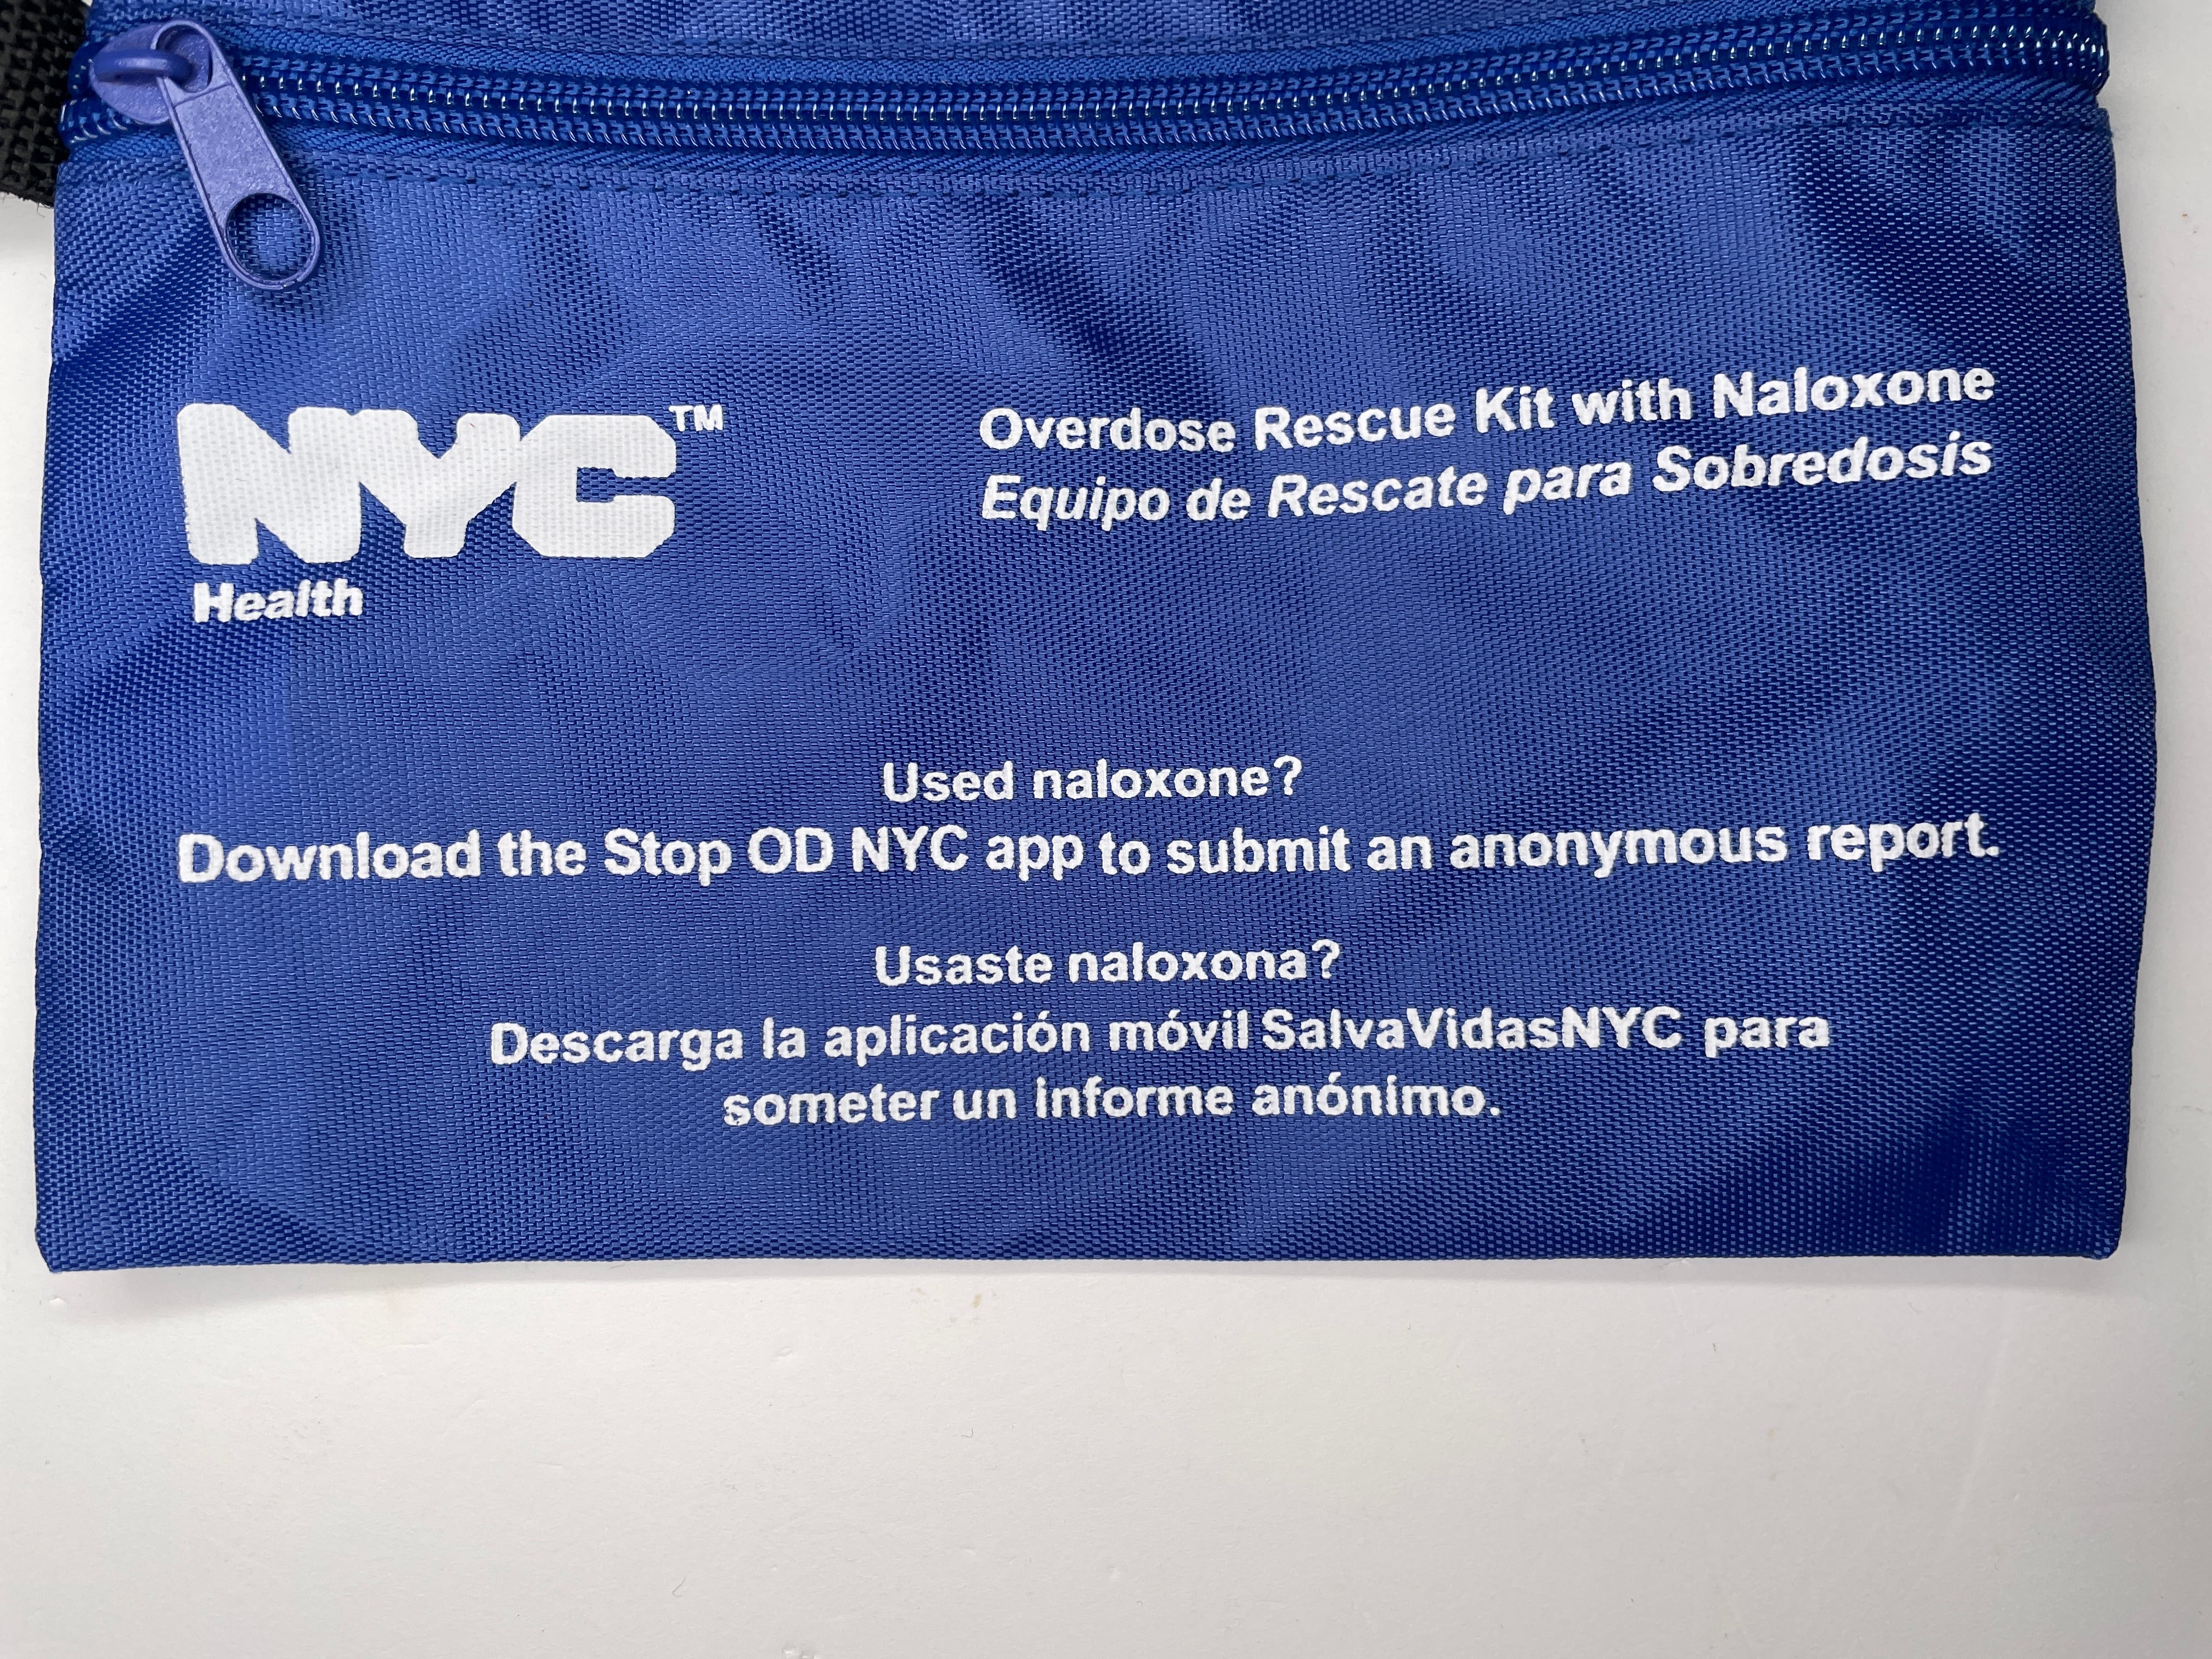 NYC™
Health
Overdose Rescue Kit with Naloxone
Equipo de Rescate para Sobredosis
Used naloxone?
Download the Stop OD NYC app to submit an anonymous report.
Usaste naloxona?
Descarga la aplicación móvil SalvaVidasNYC para
someter un informe anónimo.